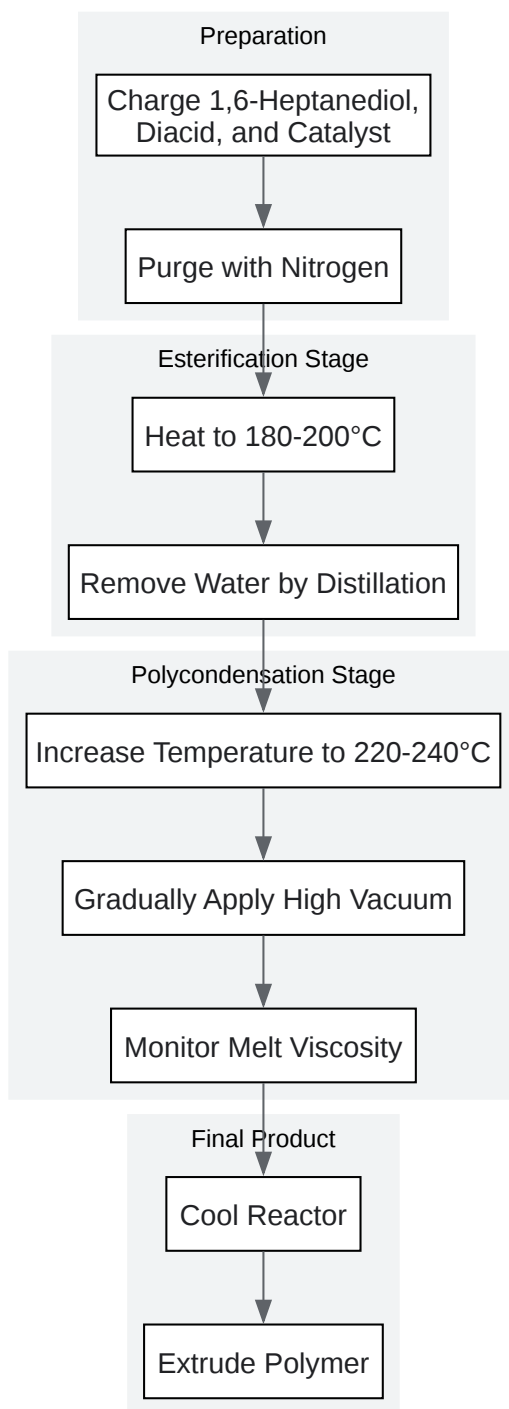 Preparation
Charge 1,6-Heptanediol,
Diacid, and Catalyst
Purge with Nitrogen
Esterification Stage
Heat to 180-200°C
Remove Water by Distillation
Polycondensation Stage
Increase Temperature to 220-240°C
Gradually Apply High Vacuum
Monitor Melt Viscosity
Final Product
Cool Reactor
Extrude Polymer